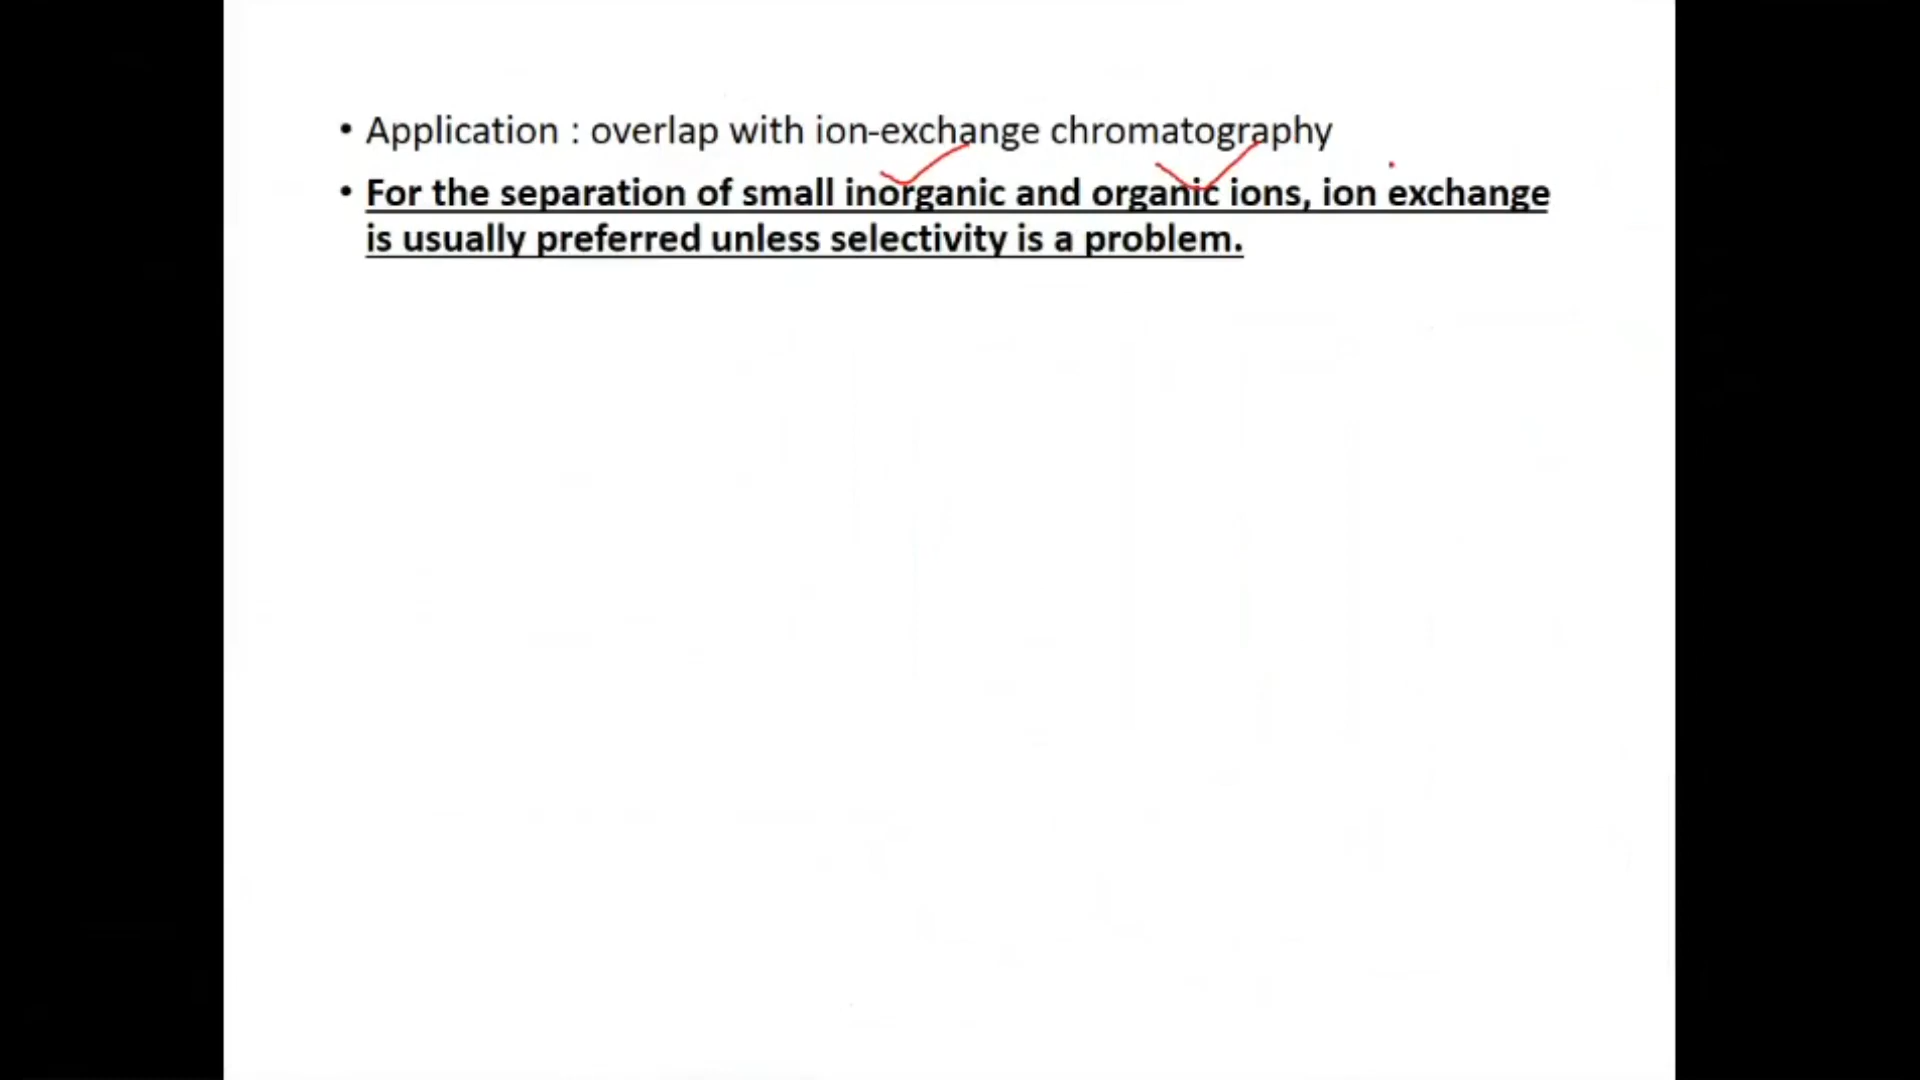 • Application : overlap with ion-exchange chromatography
• For the separation of small inorganic and organic ions, ion exchange
is usually preferred unless selectivity is a problem.